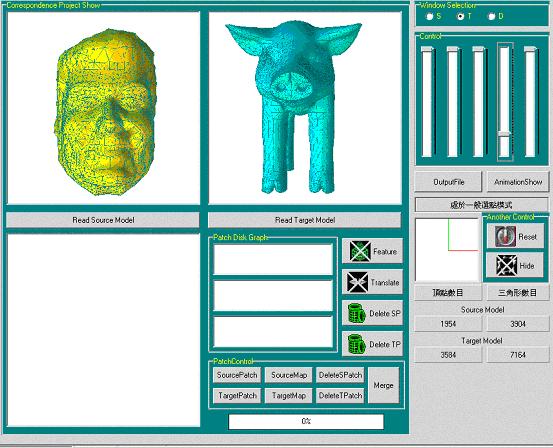 Correspondence Project Show
Read Source Model
Read Target Model
Patch Disk Graph
Feature
Translate
Delete SP
Delete TP
PatchControl
SourcePatch
SourceMap
DeleteSPatch
Merge
TargetPatch
TargetMap
DeleteTPatch
0%
Window Selection
S
T
D
Control
OutputFile
AnimationShow
處於一般選點模式
Another Control
Reset
Hide
頂點數目
三角形數目
Source Model
1954
3904
Target Model
3584
7164